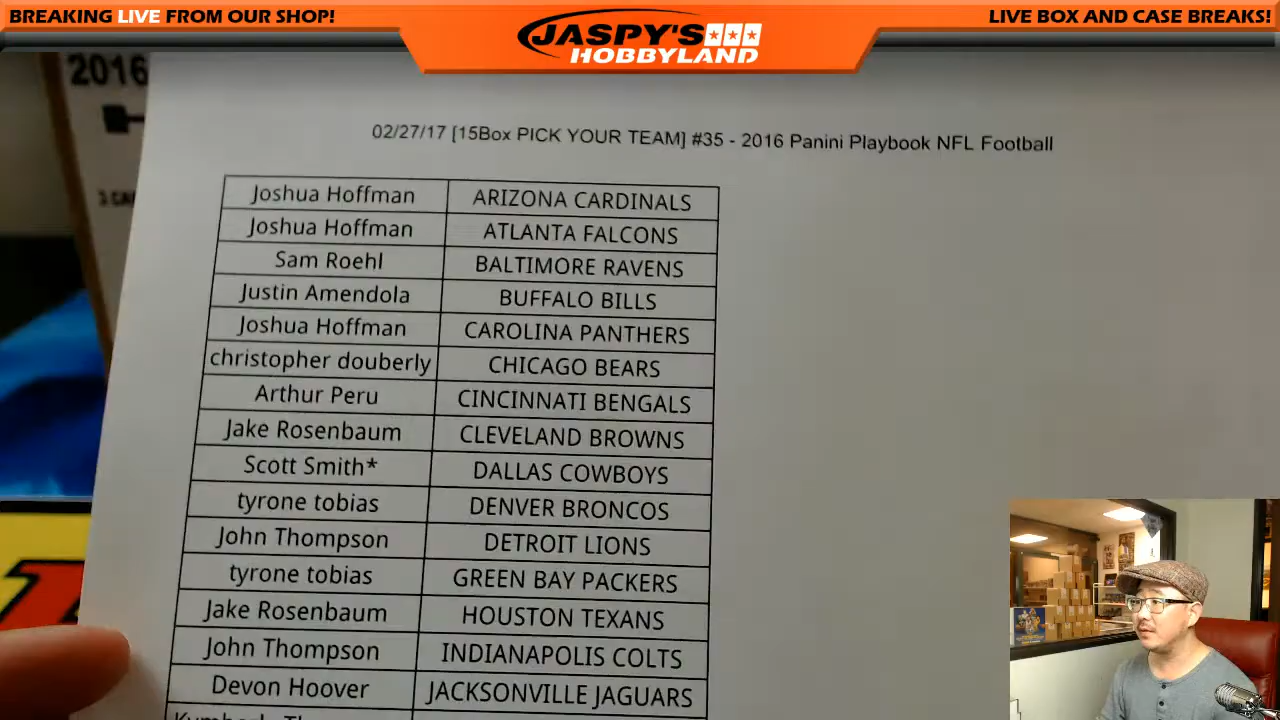 BREAKING LIVE FROM OUR SHOP!
JASPY'S
HOBBYLAND
LIVE BOX AND CASE BREAKS!
2016
02/27/17 [15Box PICK YOUR TEAM] #35 - 2016 Panini Playbook NFL Football
Joshua Hoffman ARIZONA CARDINALS
Joshua Hoffman ATLANTA FALCONS
Sam Roehl BALTIMORE RAVENS
Justin Amendola BUFFALO BILLS
Joshua Hoffman CAROLINA PANTHERS
christopher douberly CHICAGO BEARS
Arthur Peru CINCINNATI BENGALS
Jake Rosenbaum CLEVELAND BROWNS
Scott Smith* DALLAS COWBOYS
tyrone tobias DENVER BRONCOS
John Thompson DETROIT LIONS
tyrone tobias GREEN BAY PACKERS
Jake Rosenbaum HOUSTON TEXANS
John Thompson INDIANAPOLIS COLTS
Devon Hoover JACKSONVILLE JAGUARS